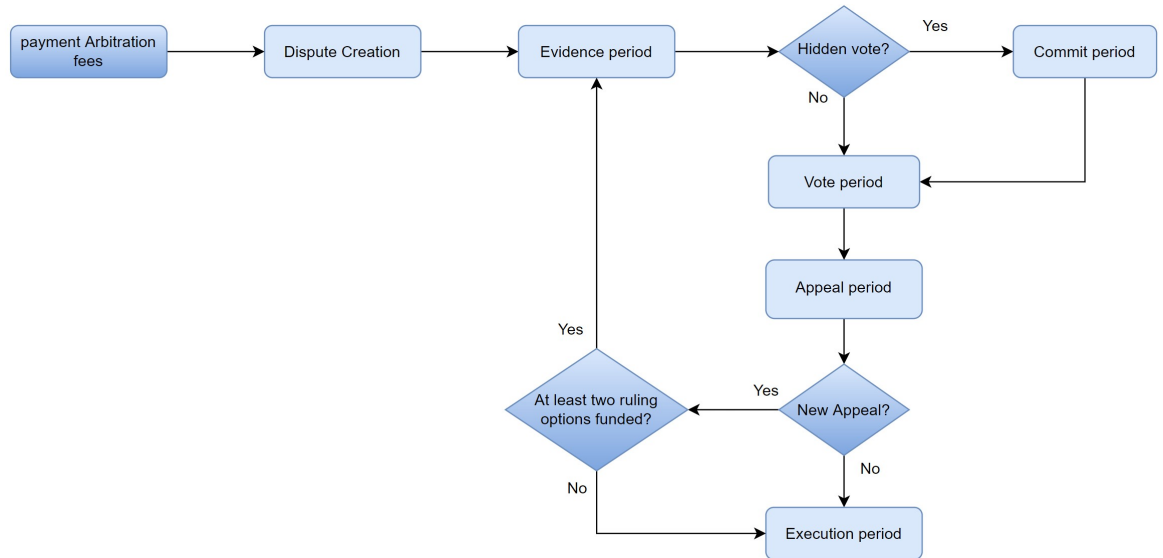 payment Arbitration
fees
Dispute Creation
Evidence period
Hidden vote?
Yes
Commit period
No
Vote period
Appeal period
Yes
At least two ruling
options funded?
Yes
New Appeal?
No
No
Execution period